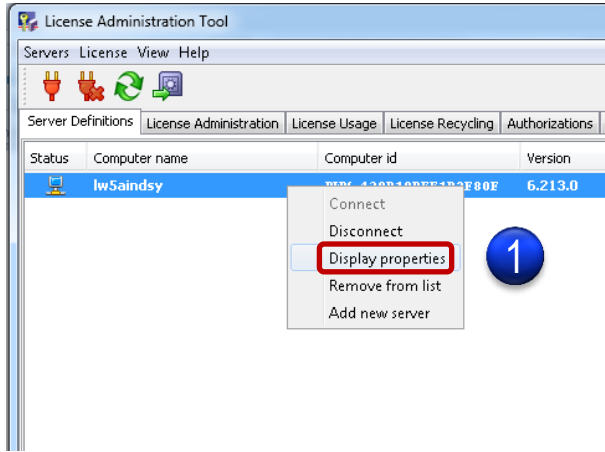 License Administration Tool
Servers License View Help
Server Definitions License Administration License Usage License Recycling Authorizations
Status Computer name Computer id Version
lw5aindsy 6.213.0
Connect
Disconnect
Display properties
1
Remove from list
Add new server